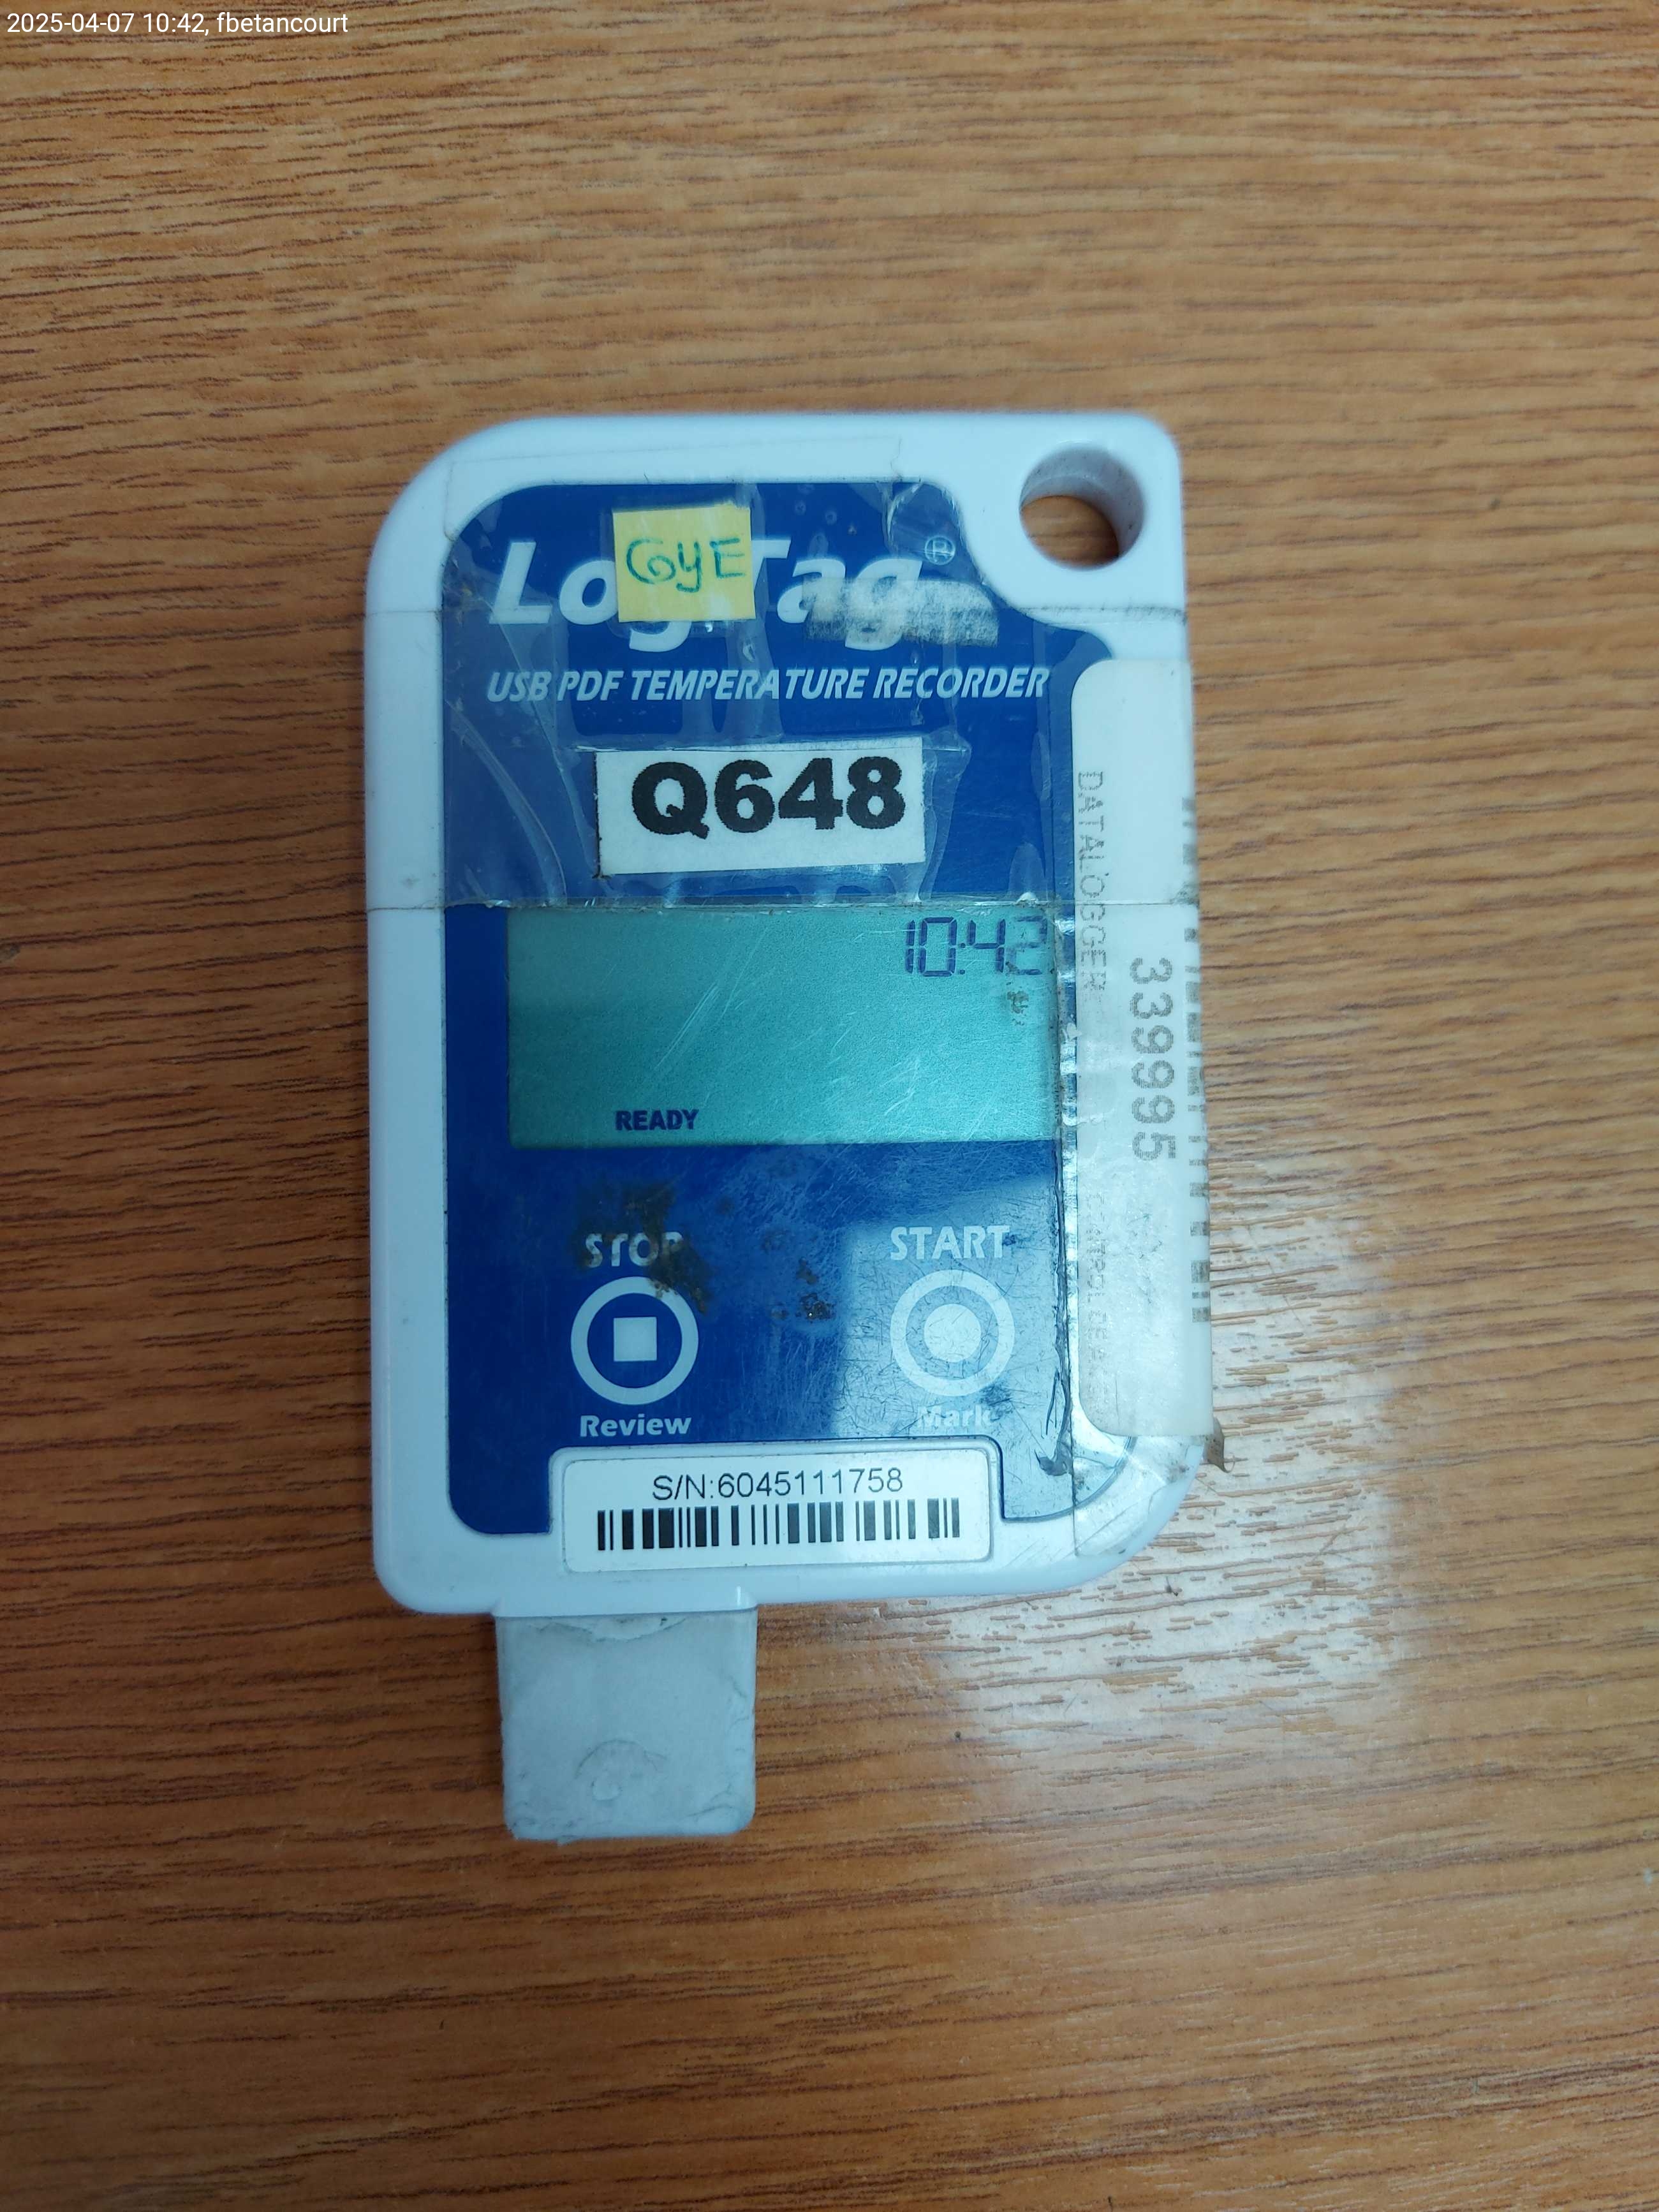 2025-04-07 10:42, fbetancourt
GYE
LogTag®
USB PDF TEMPERATURE RECORDER
Q648
10:42
READY
STOP
START
Review
Mark
S/N:6045111758
DATALOGGER
339995